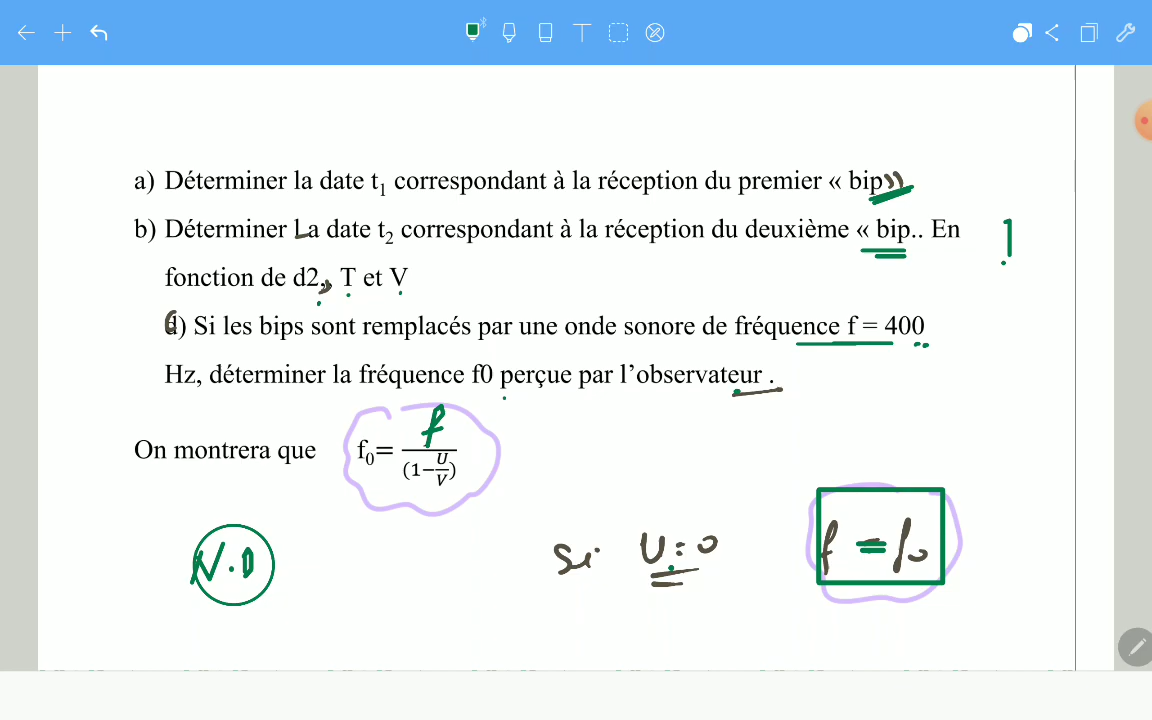 a) Déterminer la date t₁ correspondant à la réception du premier « bip»
b) Déterminer La date t₂ correspondant à la réception du deuxième « bip.. En
fonction de d2,, T et V
c) Si les bips sont remplacés par une onde sonore de fréquence f = 400
Hz, déterminer la fréquence f0 perçue par l’observateur .
On montrera que f₀= f/(1−U/V)
V.D
si U=0
f = f₀
1